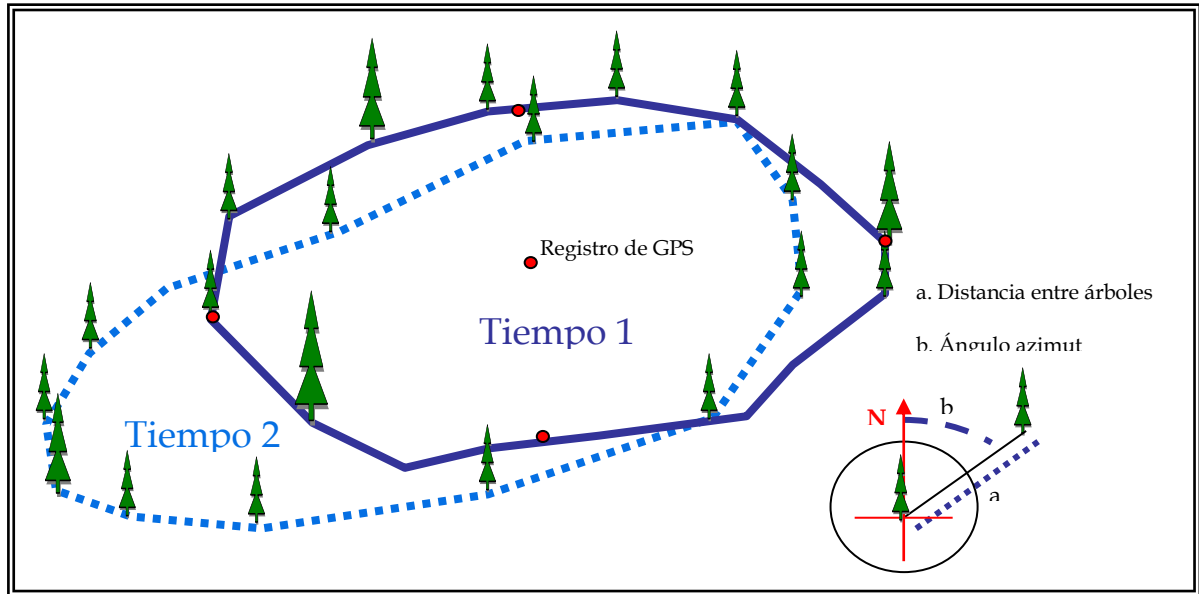 Registro de GPS
Tiempo 1
a. Distancia entre árboles
b. Ángulo azimut
Tiempo 2
N
b
a